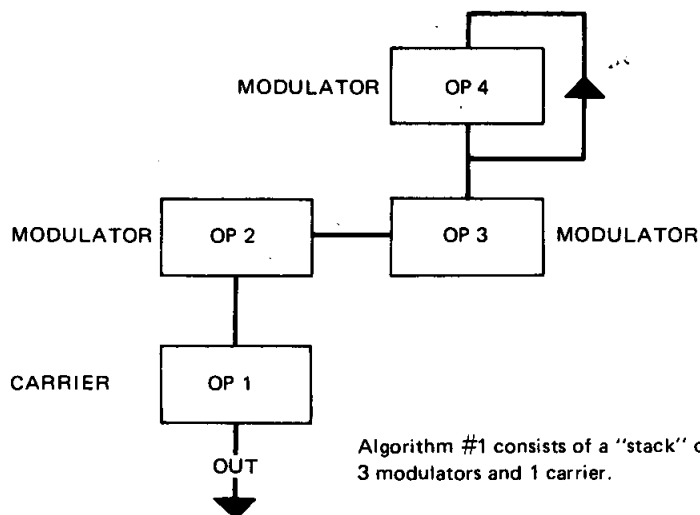 MODULATOR OP 4
MODULATOR OP 2 OP 3 MODULATOR
CARRIER OP 1
OUT
Algorithm #1 consists of a "stack"
3 modulators and 1 carrier.